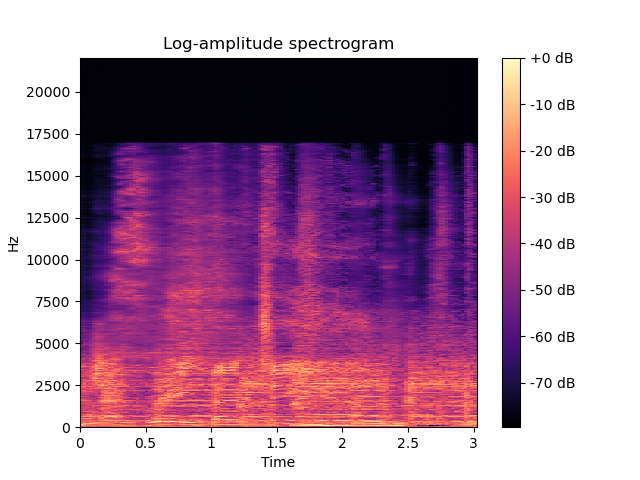 Log-amplitude spectrogram
Hz
20000
17500
15000
12500
10000
7500
5000
2500
0
0 0.5 1 1.5 2 2.5 3
Time
+0 dB
-10 dB
-20 dB
-30 dB
-40 dB
-50 dB
-60 dB
-70 dB